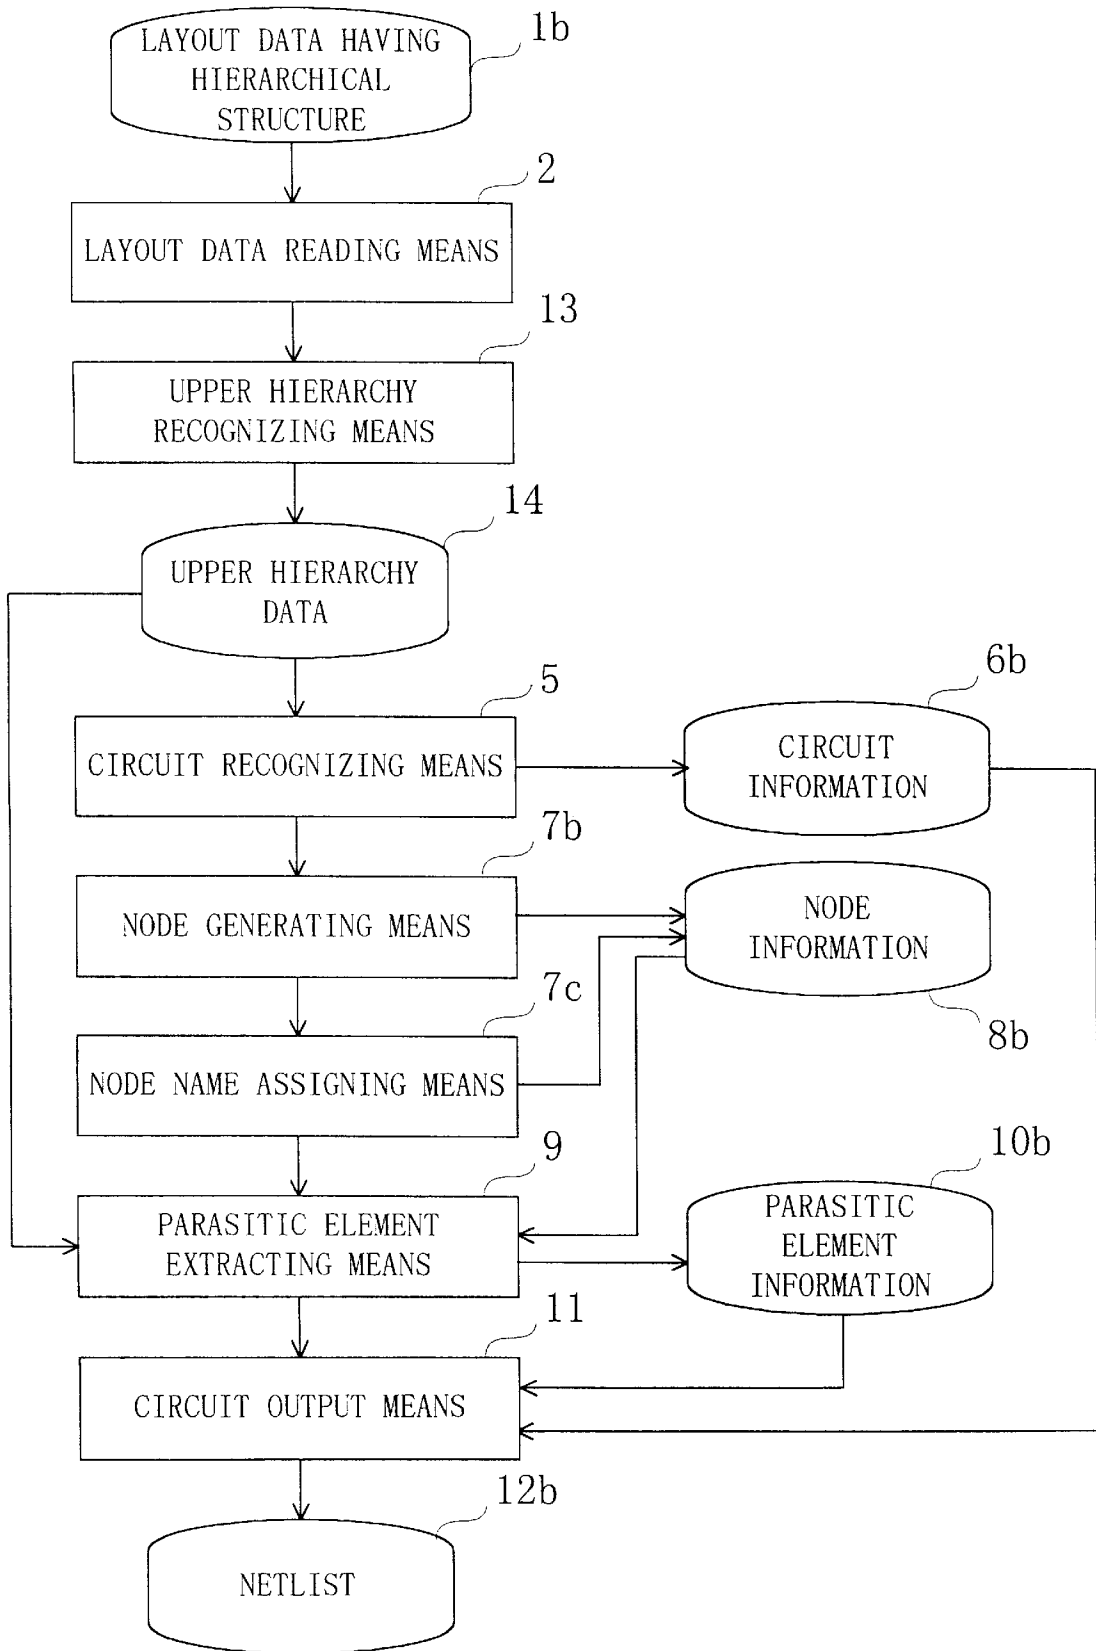 1b
LAYOUT DATA HAVING
HIERARCHICAL
STRUCTURE
2
LAYOUT DATA READING MEANS
13
UPPER HIERARCHY
RECOGNIZING MEANS
14
UPPER HIERARCHY
DATA
5
CIRCUIT RECOGNIZING MEANS
6b
CIRCUIT
INFORMATION
7b
NODE GENERATING MEANS
NODE
INFORMATION
8b
7c
NODE NAME ASSIGNING MEANS
9
PARASITIC ELEMENT
EXTRACTING MEANS
10b
PARASITIC
ELEMENT
INFORMATION
11
CIRCUIT OUTPUT MEANS
12b
NETLIST